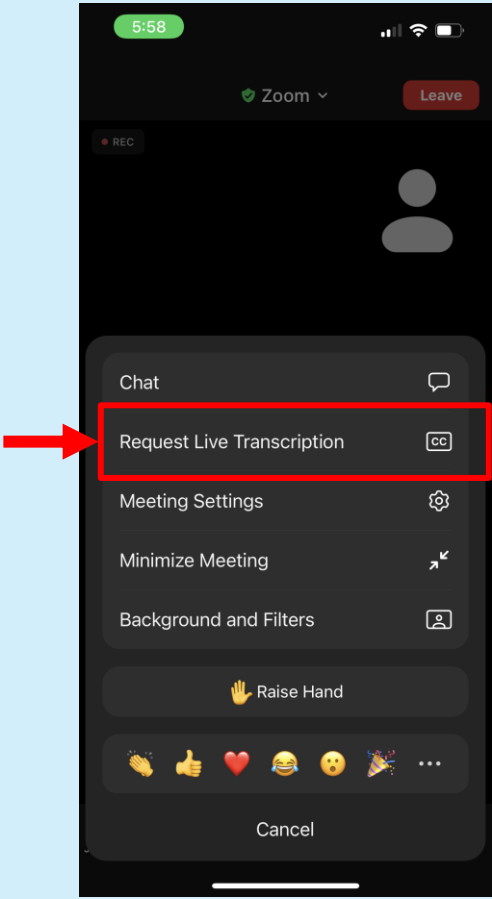 5:58
Zoom
Leave
REC
Chat
Request Live Transcription
CC
Meeting Settings
Minimize Meeting
Background and Filters
Raise Hand
Cancel